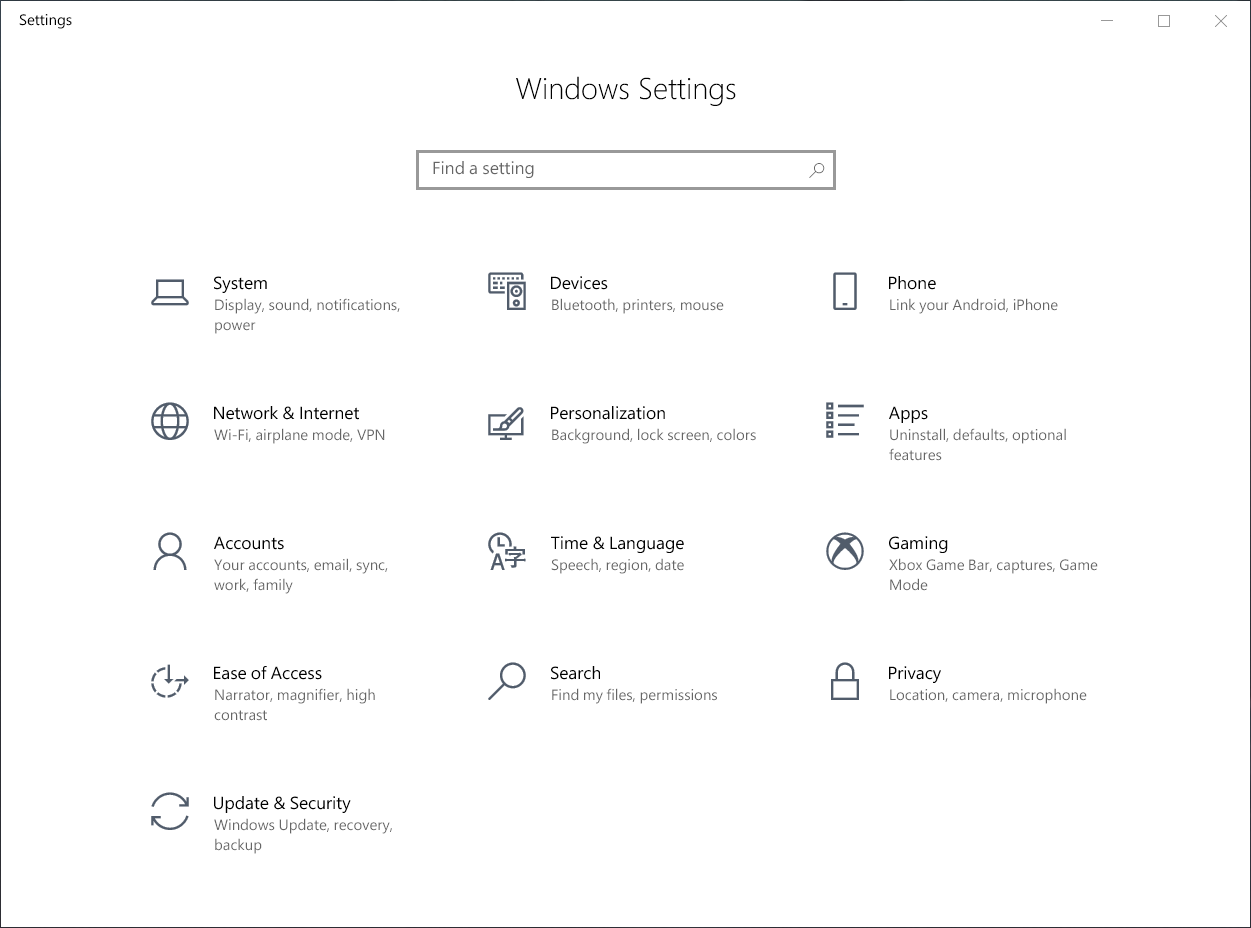 Settings
Windows Settings
Find a setting
System
Display, sound, notifications,
power
Devices
Bluetooth, printers, mouse
Phone
Link your Android, iPhone
Network & Internet
Wi-Fi, airplane mode, VPN
Personalization
Background, lock screen, colors
Apps
Uninstall, defaults, optional
features
Accounts
Your accounts, email, sync,
work, family
A字
Time & Language
Speech, region, date
Gaming
Xbox Game Bar, captures, Game
Mode
Ease of Access
Narrator, magnifier, high
contrast
Search
Find my files, permissions
Privacy
Location, camera, microphone
Update & Security
Windows Update, recovery,
backup